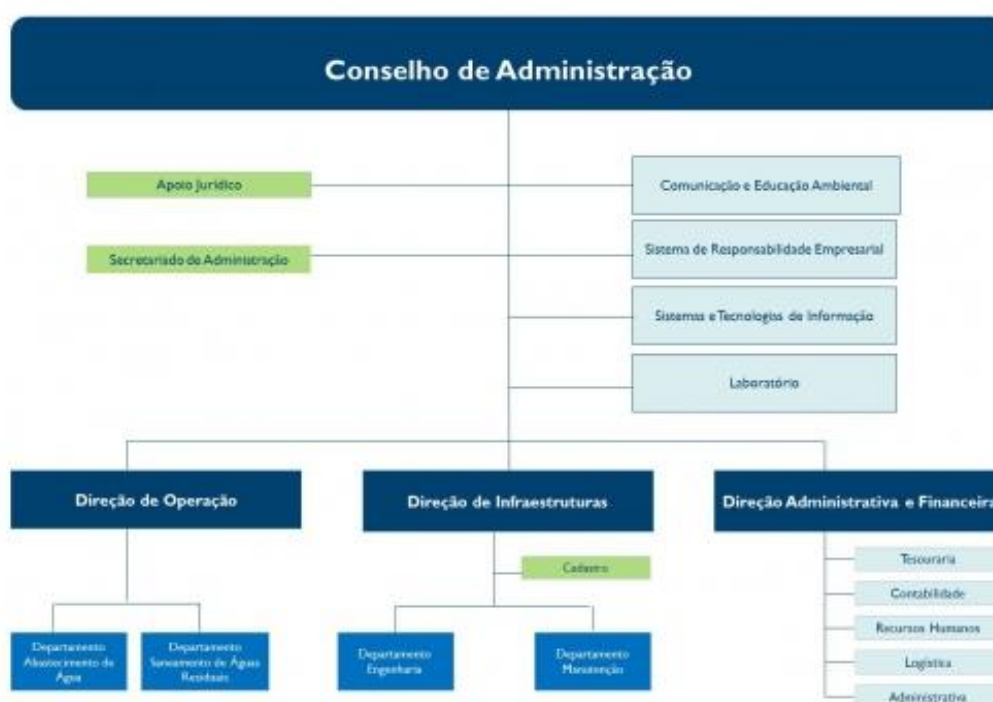 Conselho de Administração
Apoio Jurídico
Comunicação e Educação Ambiental
Secretariado de Administração
Sistema de Responsabilidade Empresarial
Sistemas e Tecnologias de Informação
Laboratório
Direção de Operação
Direção de Infraestruturas
Direção Administrativa e Financeira
Cadastro
Tesouraria
Contabilidade
Recursos Humanos
Logística
Administrativa
Departamento
Abastecimento de
Água
Departamento
Saneamento de Águas
Residuais
Departamento
Engenharia
Departamento
Manutenção